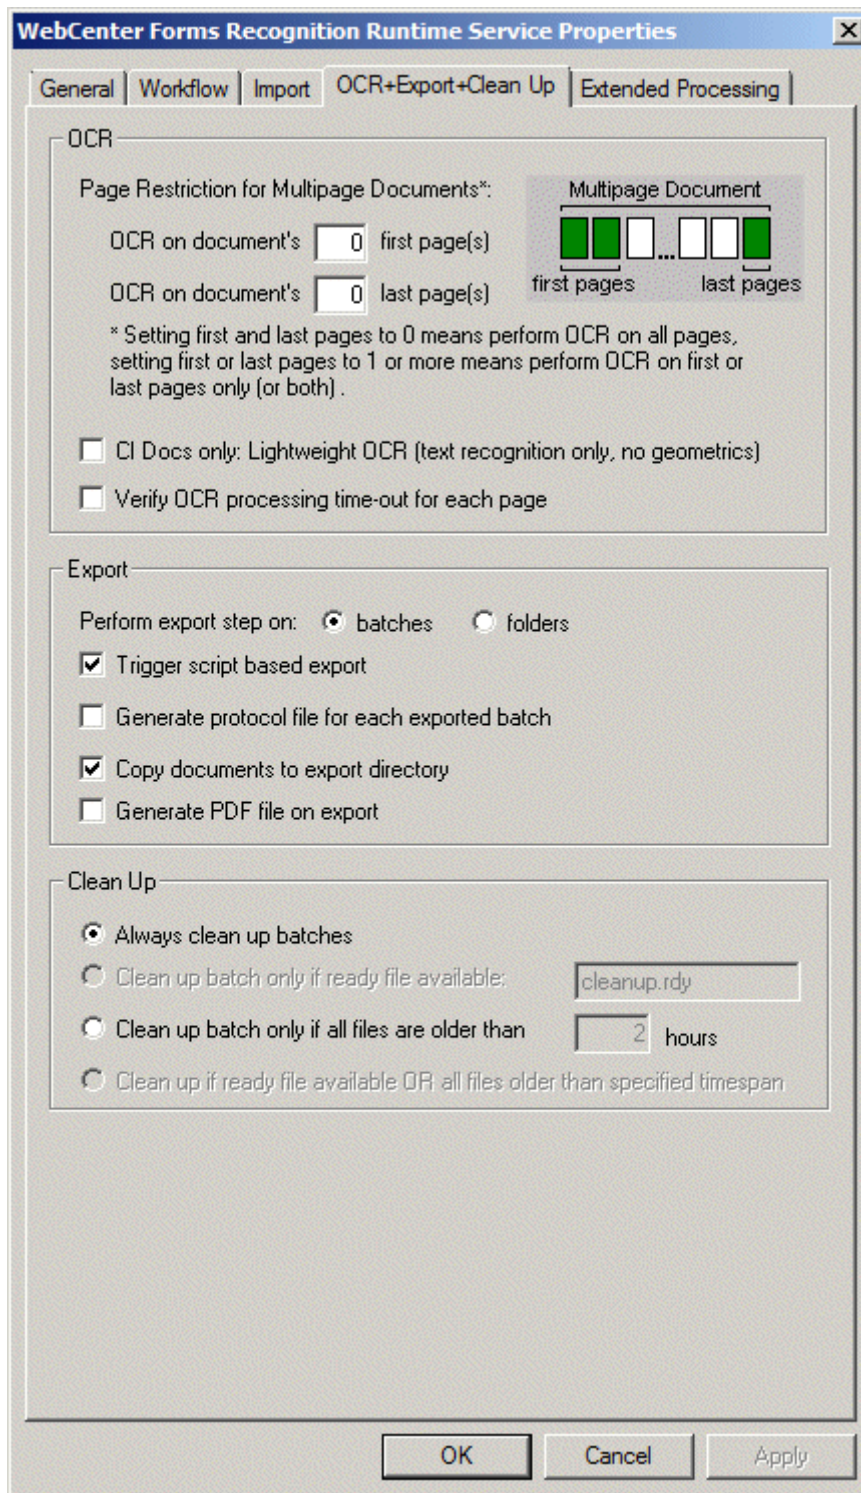 WebCenter Forms Recognition Runtime Service Properties
General Workflow Import OCR+Export+Clean Up Extended Processing
OCR
Page Restriction for Multipage Documents*:
Multipage Document
OCR on document's 0 first page(s)
...
first pages last pages
OCR on document's 0 last page(s)
* Setting first and last pages to 0 means perform OCR on all pages,
setting first or last pages to 1 or more means perform OCR on first or
last pages only (or both) .
CI Docs only: Lightweight OCR (text recognition only, no geometrics)
Verify OCR processing time-out for each page
Export
Perform export step on: batches folders
Trigger script based export
Generate protocol file for each exported batch
Copy documents to export directory
Generate PDF file on export
Clean Up
Always clean up batches
Clean up batch only if ready file available: cleanup.rdy
Clean up batch only if all files are older than 2 hours
Clean up if ready file available OR all files older than specified timespan
OK Cancel Apply